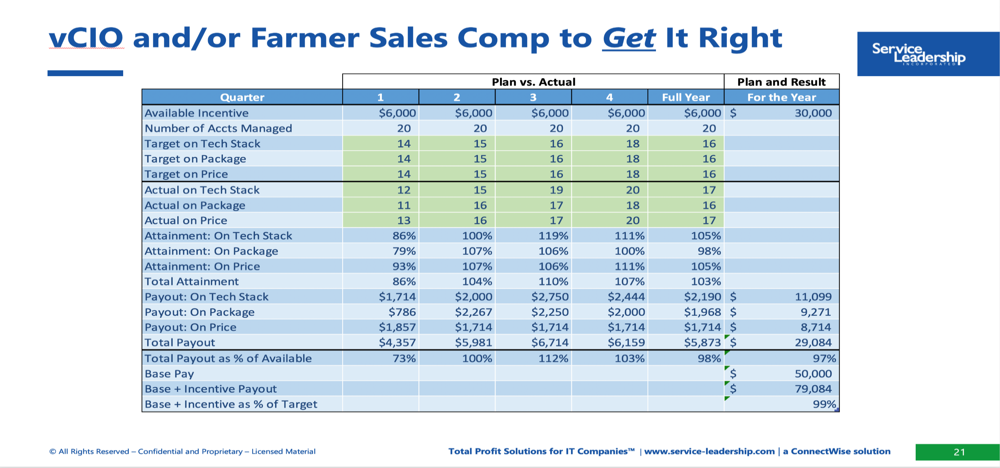 vCIO and/or Farmer Sales Comp to Get It Right
Service
Leadership
INCORPORATED
Plan vs. Actual Plan and Result
Quarter 1 2 3 4 Full Year For the Year
Available Incentive $6,000 $6,000 $6,000 $6,000 $6,000 $ 30,000
Number of Accts Managed 20 20 20 20 20
Target on Tech Stack 14 15 16 18 16
Target on Package 14 15 16 18 16
Target on Price 14 15 16 18 16
Actual on Tech Stack 12 15 19 20 17
Actual on Package 11 16 17 18 16
Actual on Price 13 16 17 20 17
Attainment: On Tech Stack 86% 100% 119% 111% 105%
Attainment: On Package 79% 107% 106% 100% 98%
Attainment: On Price 93% 107% 106% 111% 105%
Total Attainment 86% 104% 110% 107% 103%
Payout: On Tech Stack $1,714 $2,000 $2,750 $2,444 $2,190 $ 11,099
Payout: On Package $786 $2,267 $2,250 $2,000 $1,968 $ 9,271
Payout: On Price $1,857 $1,714 $1,714 $1,714 $1,714 $ 8,714
Total Payout $4,357 $5,981 $6,714 $6,159 $5,873 $ 29,084
Total Payout as % of Available 73% 100% 112% 103% 98% 97%
Base Pay $ 50,000
Base + Incentive Payout $ 79,084
Base + Incentive as % of Target 99%
© All Rights Reserved – Confidential and Proprietary – Licensed Material
Total Profit Solutions for IT Companies™ | www.service-leadership.com | a ConnectWise solution
21